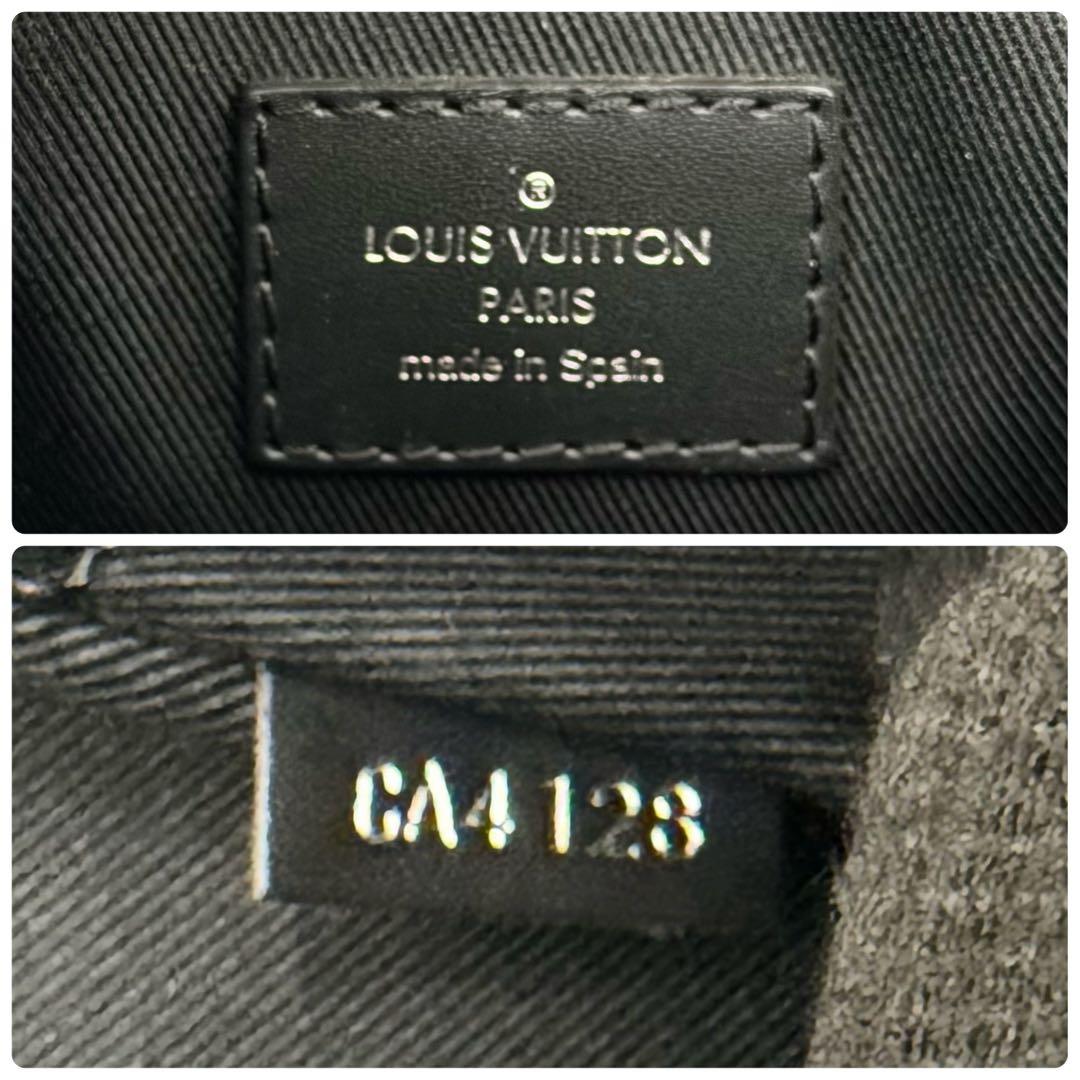 ®
LOUIS VUITTON
PARIS
made in Spain
CA4128